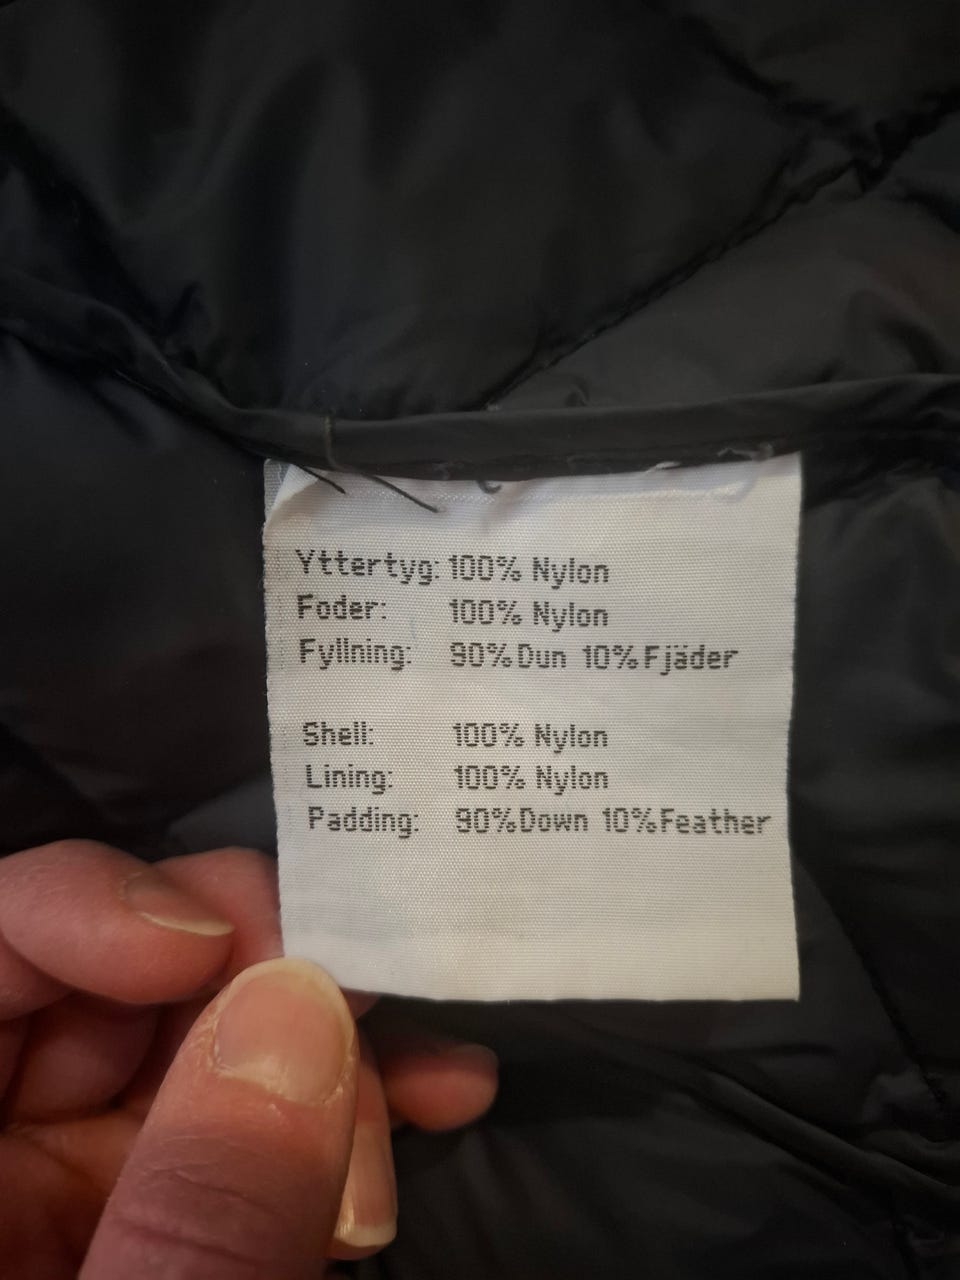 Yttertyg: 100% Nylon
Foder: 100% Nylon
Fyllning: 90% Dun 10% Fjäder
Shell: 100% Nylon
Lining: 100% Nylon
Padding: 90% Down 10% Feather